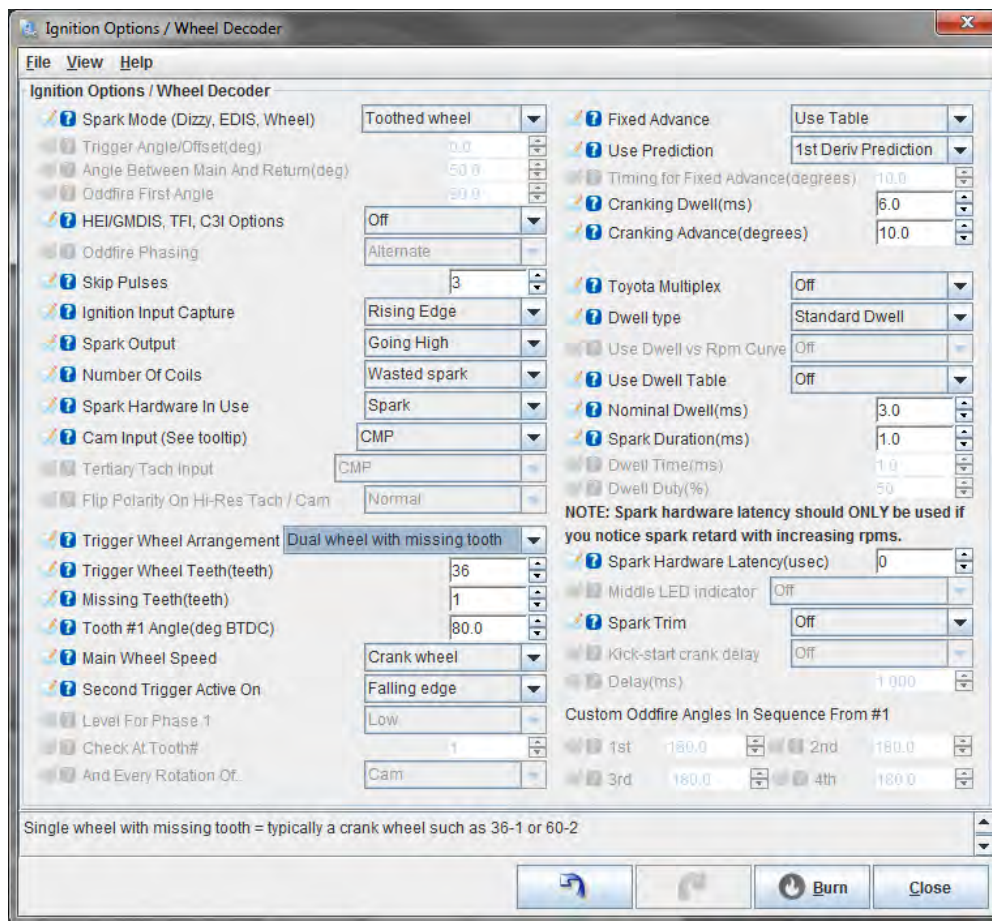 Ignition Options / Wheel Decoder
File View Help
Ignition Options / Wheel Decoder
Spark Mode (Dizzy, EDIS, Wheel) Toothed wheel
Trigger Angle/Offset(deg) 0.0
Angle Between Main And Return(deg) 50.0
Oddfire First Angle 90.0
HEI/GMDIS, TFI, C3I Options Off
Oddfire Phasing Alternate
Skip Pulses 3
Ignition Input Capture Rising Edge
Spark Output Going High
Number Of Coils Wasted spark
Spark Hardware In Use Spark
Cam Input (See tooltip) CMP
Tertiary Tach Input CMP
Flip Polarity On Hi-Res Tach / Cam Normal
Trigger Wheel Arrangement Dual wheel with missing tooth
Trigger Wheel Teeth(teeth) 36
Missing Teeth(teeth) 1
Tooth #1 Angle(deg BTDC) 80.0
Main Wheel Speed Crank wheel
Second Trigger Active On Falling edge
Level For Phase 1 Low
Check At Tooth# 1
And Every Rotation Of.. Cam
Fixed Advance Use Table
Use Prediction 1st Deriv Prediction
Timing for Fixed Advance(degrees) 10.0
Cranking Dwell(ms) 6.0
Cranking Advance(degrees) 10.0
Toyota Multiplex Off
Dwell type Standard Dwell
Use Dwell vs Rpm Curve Off
Use Dwell Table Off
Nominal Dwell(ms) 3.0
Spark Duration(ms) 1.0
Dwell Time(ms) 1.0
Dwell Duty(%) 50
NOTE: Spark hardware latency should ONLY be used if
you notice spark retard with increasing rpms.
Spark Hardware Latency(usec) 0
Middle LED indicator Off
Spark Trim Off
Kick-start crank delay Off
Delay(ms) 1.000
Custom Oddfire Angles In Sequence From #1
1st 180.0 2nd 180.0
3rd 180.0 4th 180.0
Single wheel with missing tooth = typically a crank wheel such as 36-1 or 60-2
Burn Close